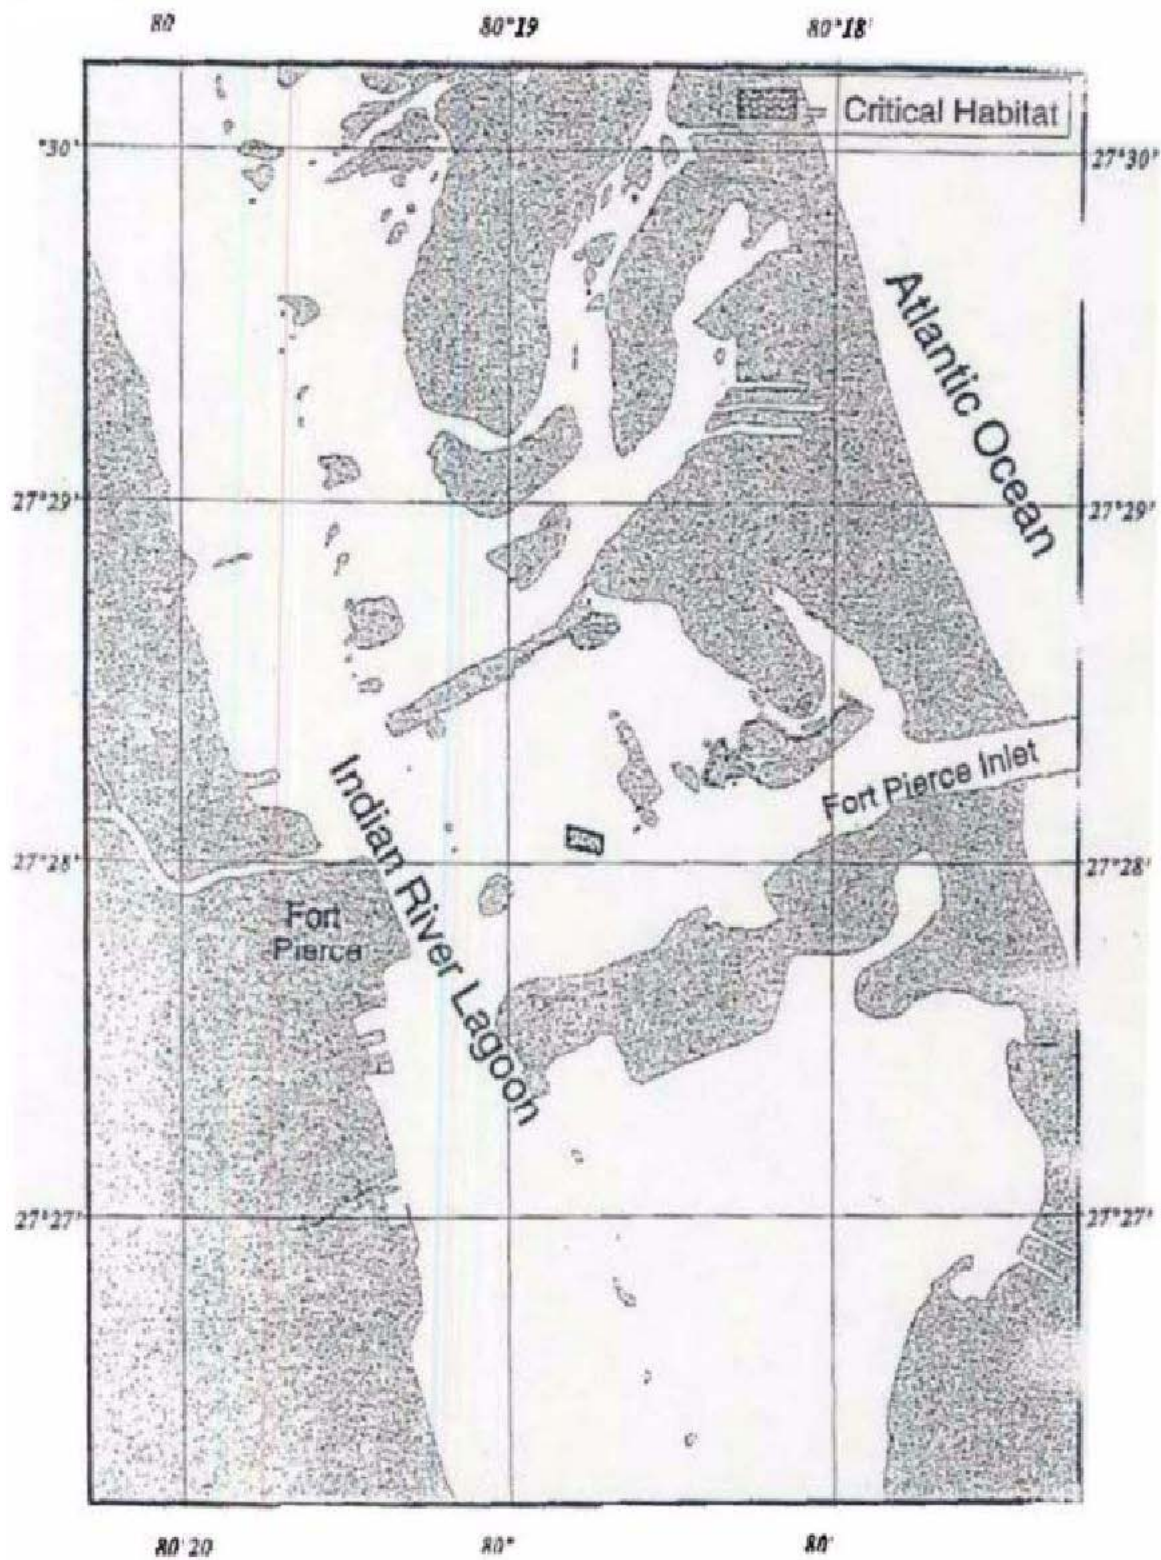 80
80°19
80°18'
Critical Habitat
°30'
27°30'
Atlantic Ocean
27°29'
27°29'
Fort Pierce Inlet
Indian River Lagoon
27°28'
27°28'
Fort
Pierce
27°27'
27°27'
80°20
80°
80'